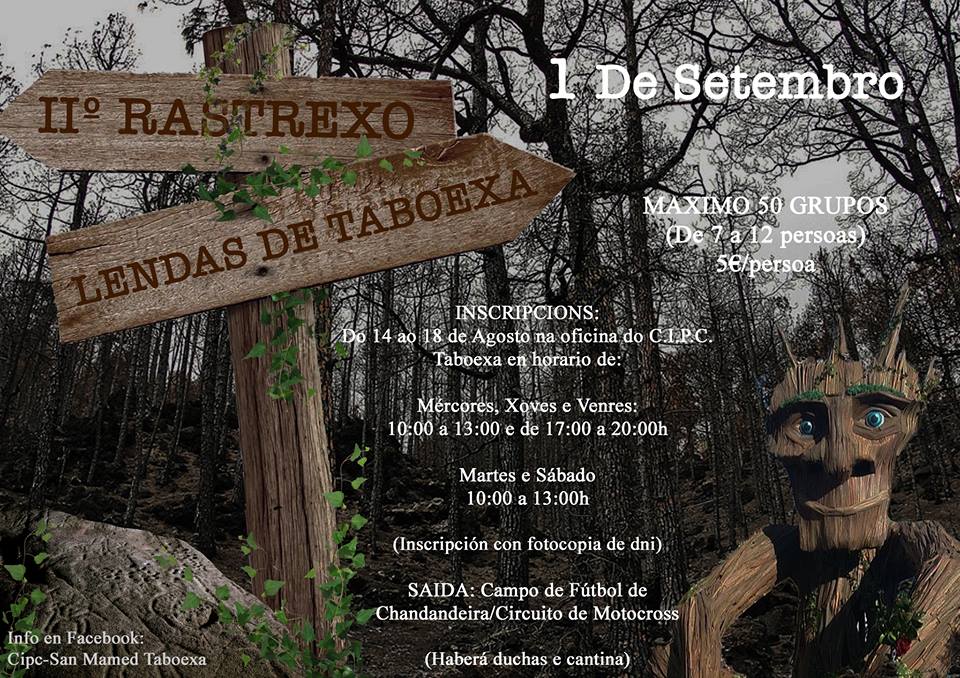 IIº RASTREXO
LENDAS DE TABOEXA
1 De Setembro
MAXIMO 50 GRUPOS
(De 7 a 12 persoas)
5€/persoa
INSCRIPCIONS:
Do 14 ao 18 de Agosto na oficina do C.I.P.C.
Taboexa en horario de:
Mércores, Xoves e Venres:
10:00 a 13:00 e de 17:00 a 20:00h
Martes e Sábado
10:00 a 13:00h
(Inscripción con fotocopia de dni)
SAIDA: Campo de Fútbol de
Chandandeira/Circuito de Motocross
(Haberá duchas e cantina)
Info en Facebook:
Cipc-San Mamed Taboexa